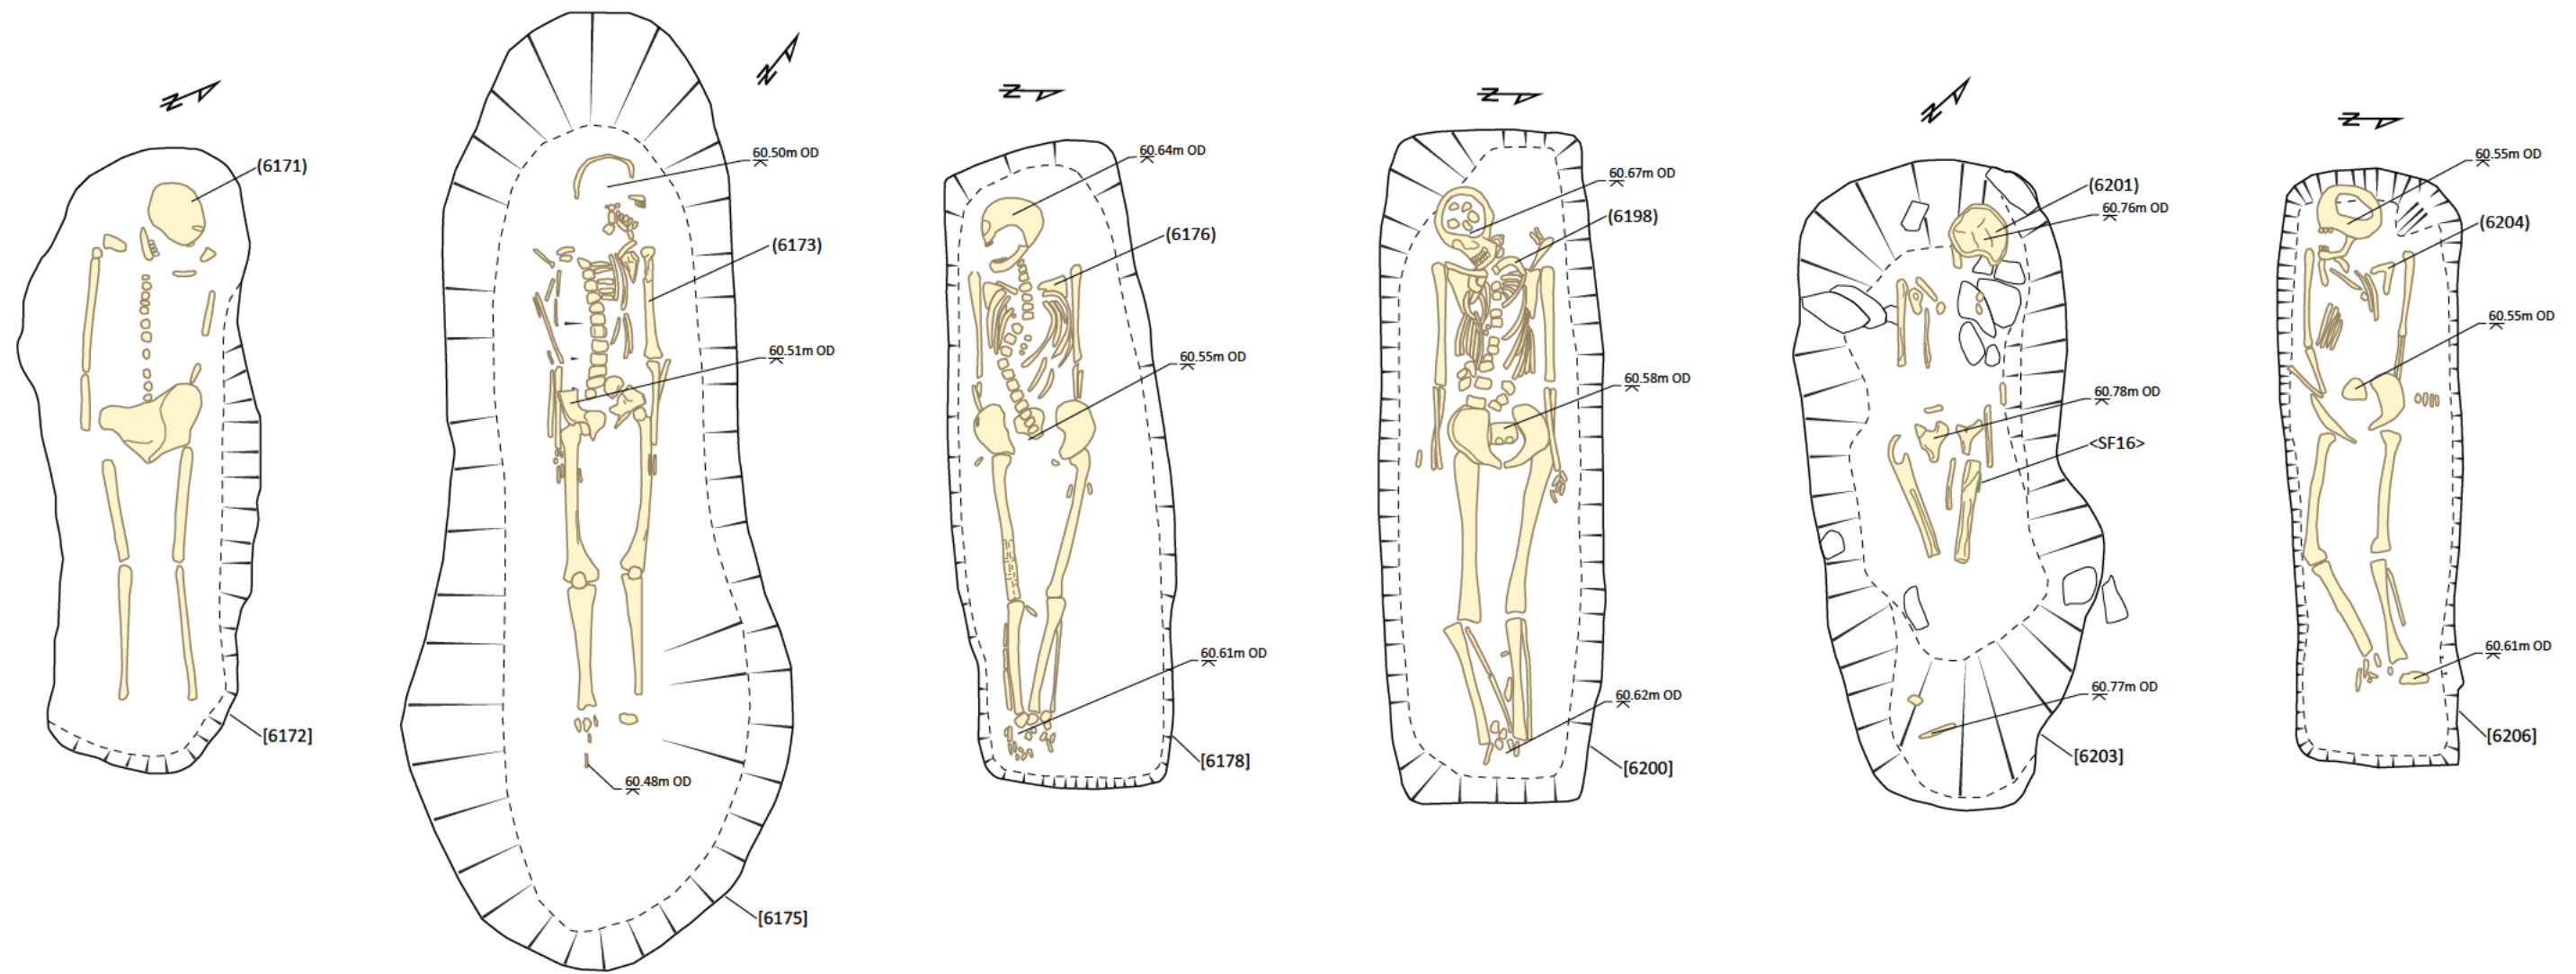 N
(6171)
[6172]
N
60.50m OD
(6173)
60.51m OD
60.48m OD
[6175]
N
60.64m OD
(6176)
60.55m OD
60.61m OD
[6178]
N
60.67m OD
(6198)
60.58m OD
60.62m OD
[6200]
N
(6201)
60.76m OD
60.78m OD
<SF16>
60.77m OD
[6203]
N
60.55m OD
(6204)
60.55m OD
60.61m OD
[6206]